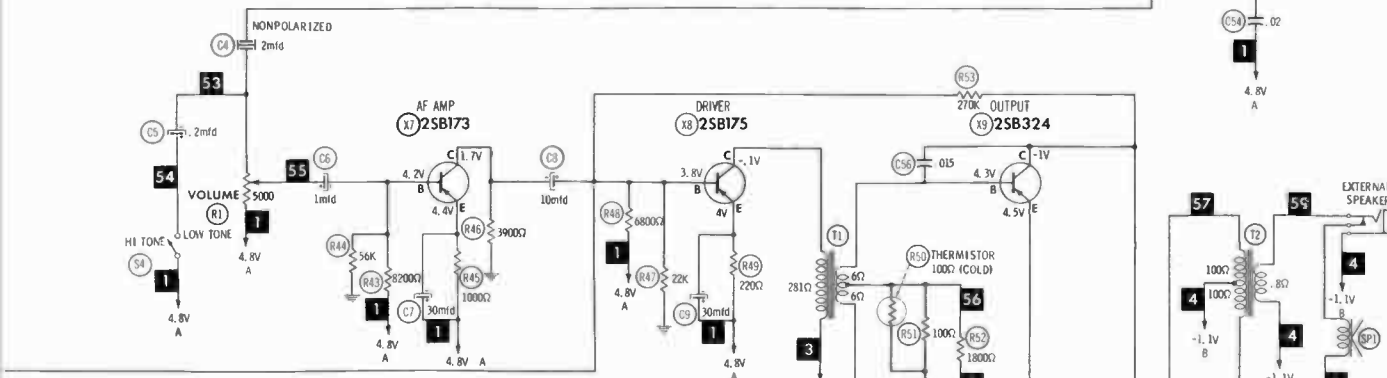 NONPOLARIZED
C4
2mfd
C54
.02
1
4.8V
A
53
C5
.2mfd
54
VOLUME
5000
R1
HI TONE
LOW TONE
S4
1
4.8V
A
1
4.8V
A
55
C6
1mfd
AF AMP
X7 2SB173
C
1.7V
4.2V
B
4.4V
E
R44
56K
R43
8200Ω
1
4.8V
A
C7
30mfd
R46
3900Ω
R45
1000Ω
1
4.8V A
C8
10mfd
R53
270K
DRIVER
X8 2SB175
C
-.1V
3.8V
B
4V
E
R48
6800Ω
1
4.8V
A
R47
22K
C9
30mfd
R49
220Ω
1
4.8V
A
T1
281Ω
6Ω
6Ω
3
OUTPUT
X9 2SB324
C56
.015
C
-1V
4.3V
B
4.5V
E
R50
THERMISTOR
100Ω (COLD)
R51
100Ω
56
R52
1800Ω
57
T2
100Ω
100Ω
.8Ω
4
-1.1V
B
59
EXTERNA
SPEAKER
4
-1.1V
B
4
-1.1V
SP1